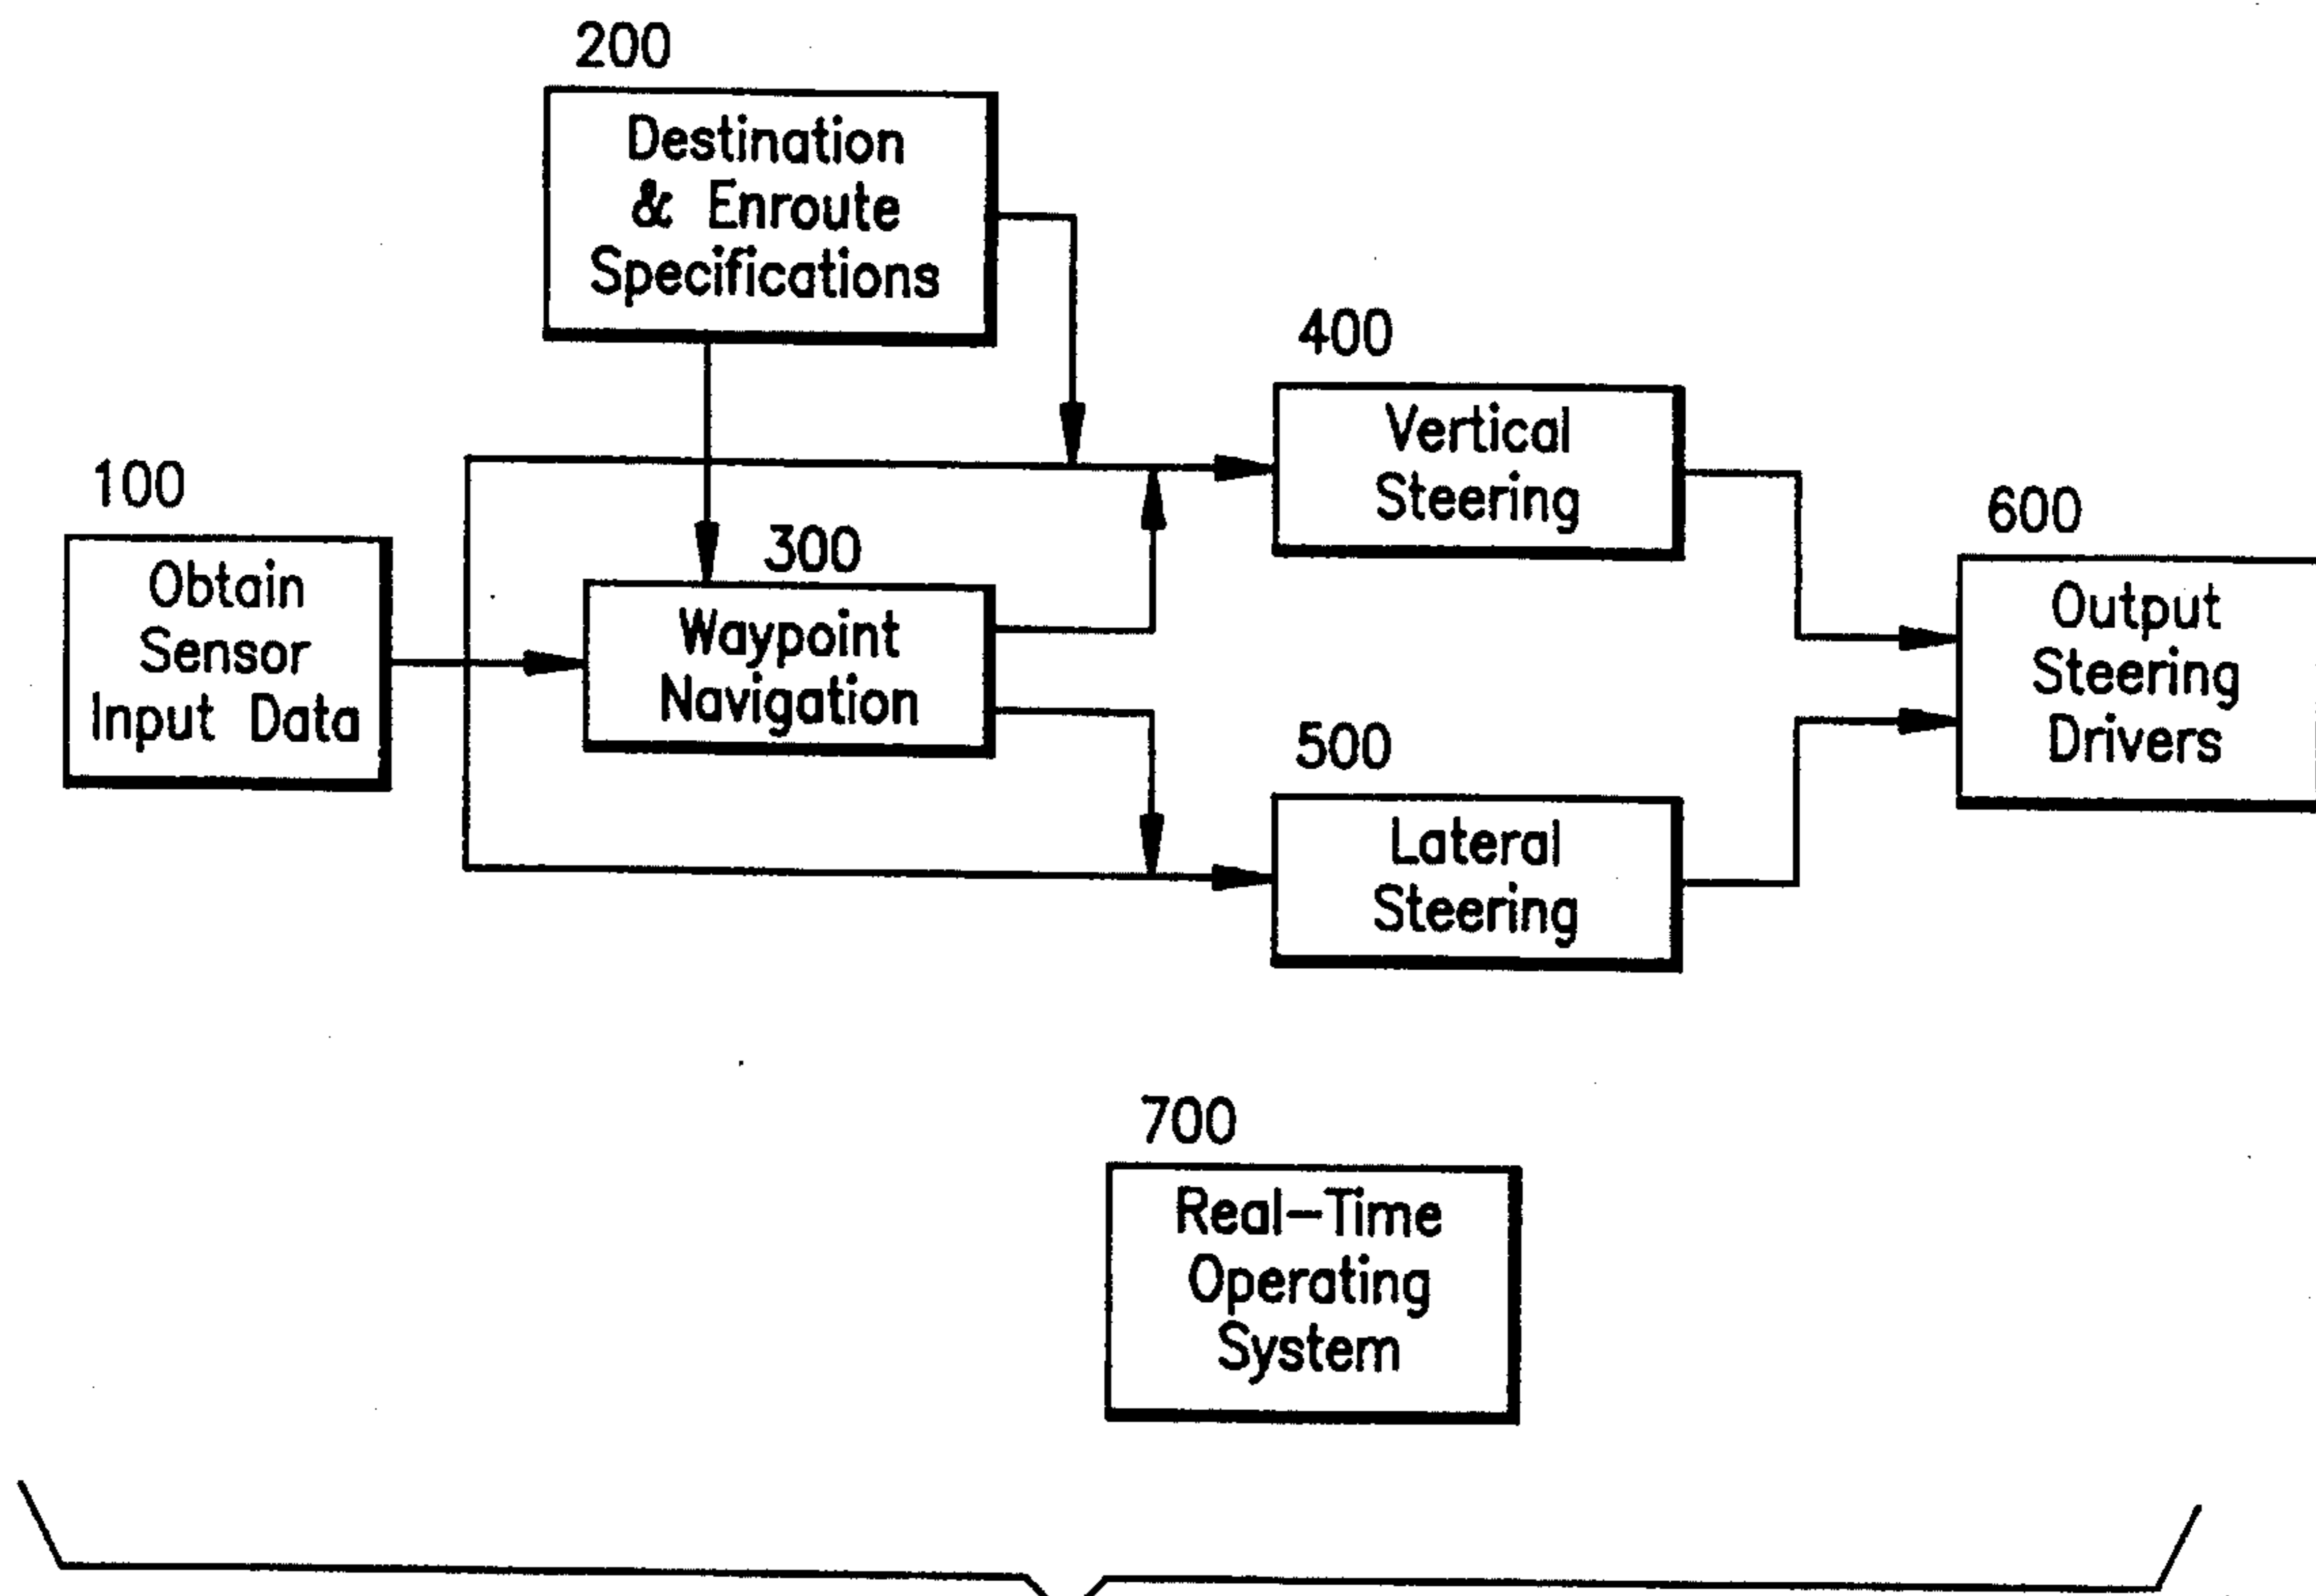 200
Destination
& Enroute
Specifications
400
Vertical
Steering
100
Obtain
Sensor
Input Data
300
Waypoint
Navigation
600
Output
Steering
Drivers
500
Lateral
Steering
700
Real-Time
Operating
System